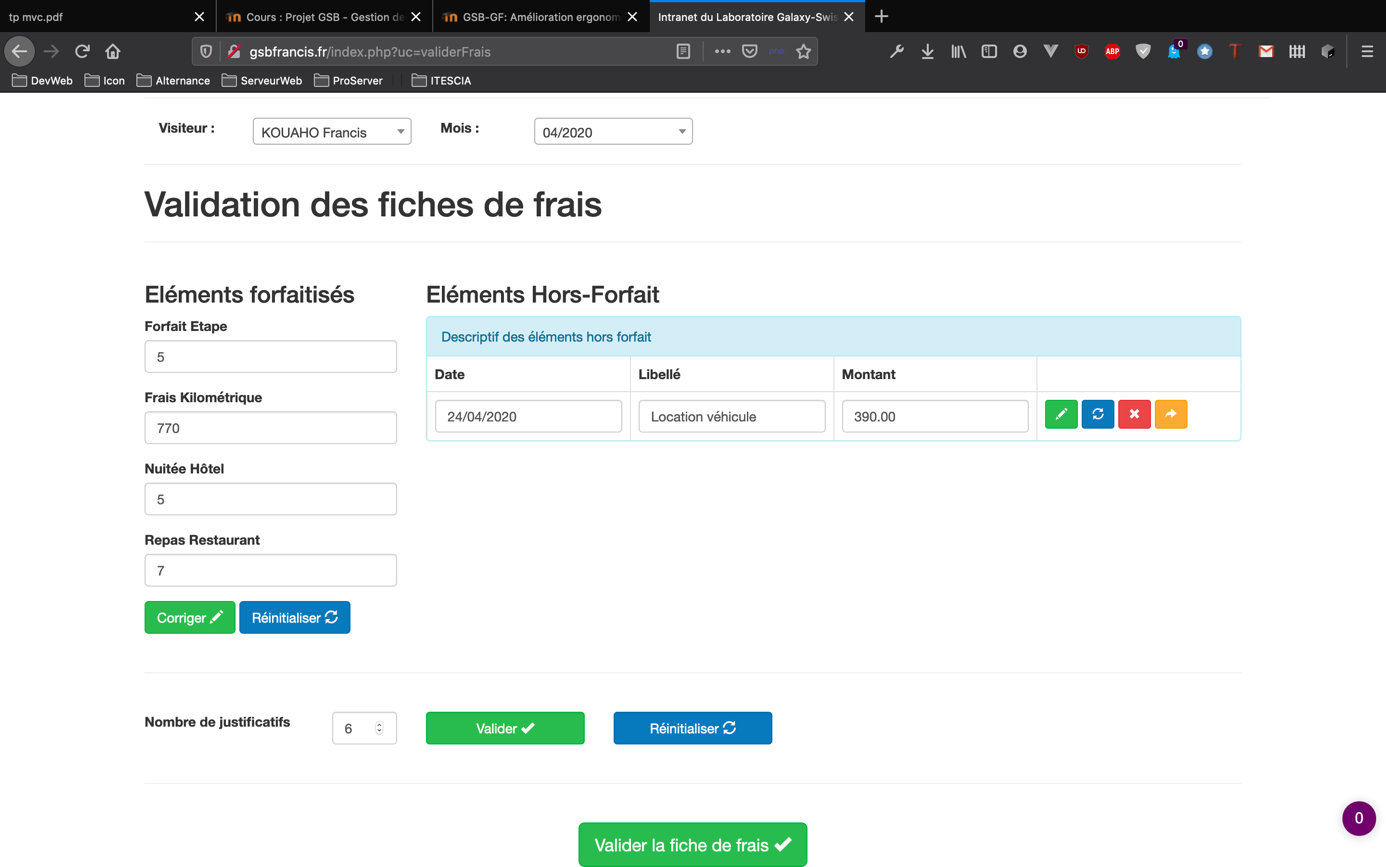 tp mvc.pdf
Cours : Projet GSB - Gestion de
GSB-GF: Amélioration ergonom
Intranet du Laboratoire Galaxy-Swis
gsbfrancis.fr/index.php?uc=validerFrais
php
UO
ABP
0
T
DevWeb
Icon
Alternance
ServeurWeb
ProServer
ITESCIA
Visiteur :
KOUAHO Francis
Mois :
04/2020
Validation des fiches de frais
Eléments forfaitisés
Forfait Etape
5
Frais Kilométrique
770
Nuitée Hôtel
5
Repas Restaurant
7
Corriger
Réinitialiser
Eléments Hors-Forfait
Descriptif des éléments hors forfait
Date Libellé Montant
24/04/2020 Location véhicule 390.00
Nombre de justificatifs
6
Valider
Réinitialiser
Valider la fiche de frais
0